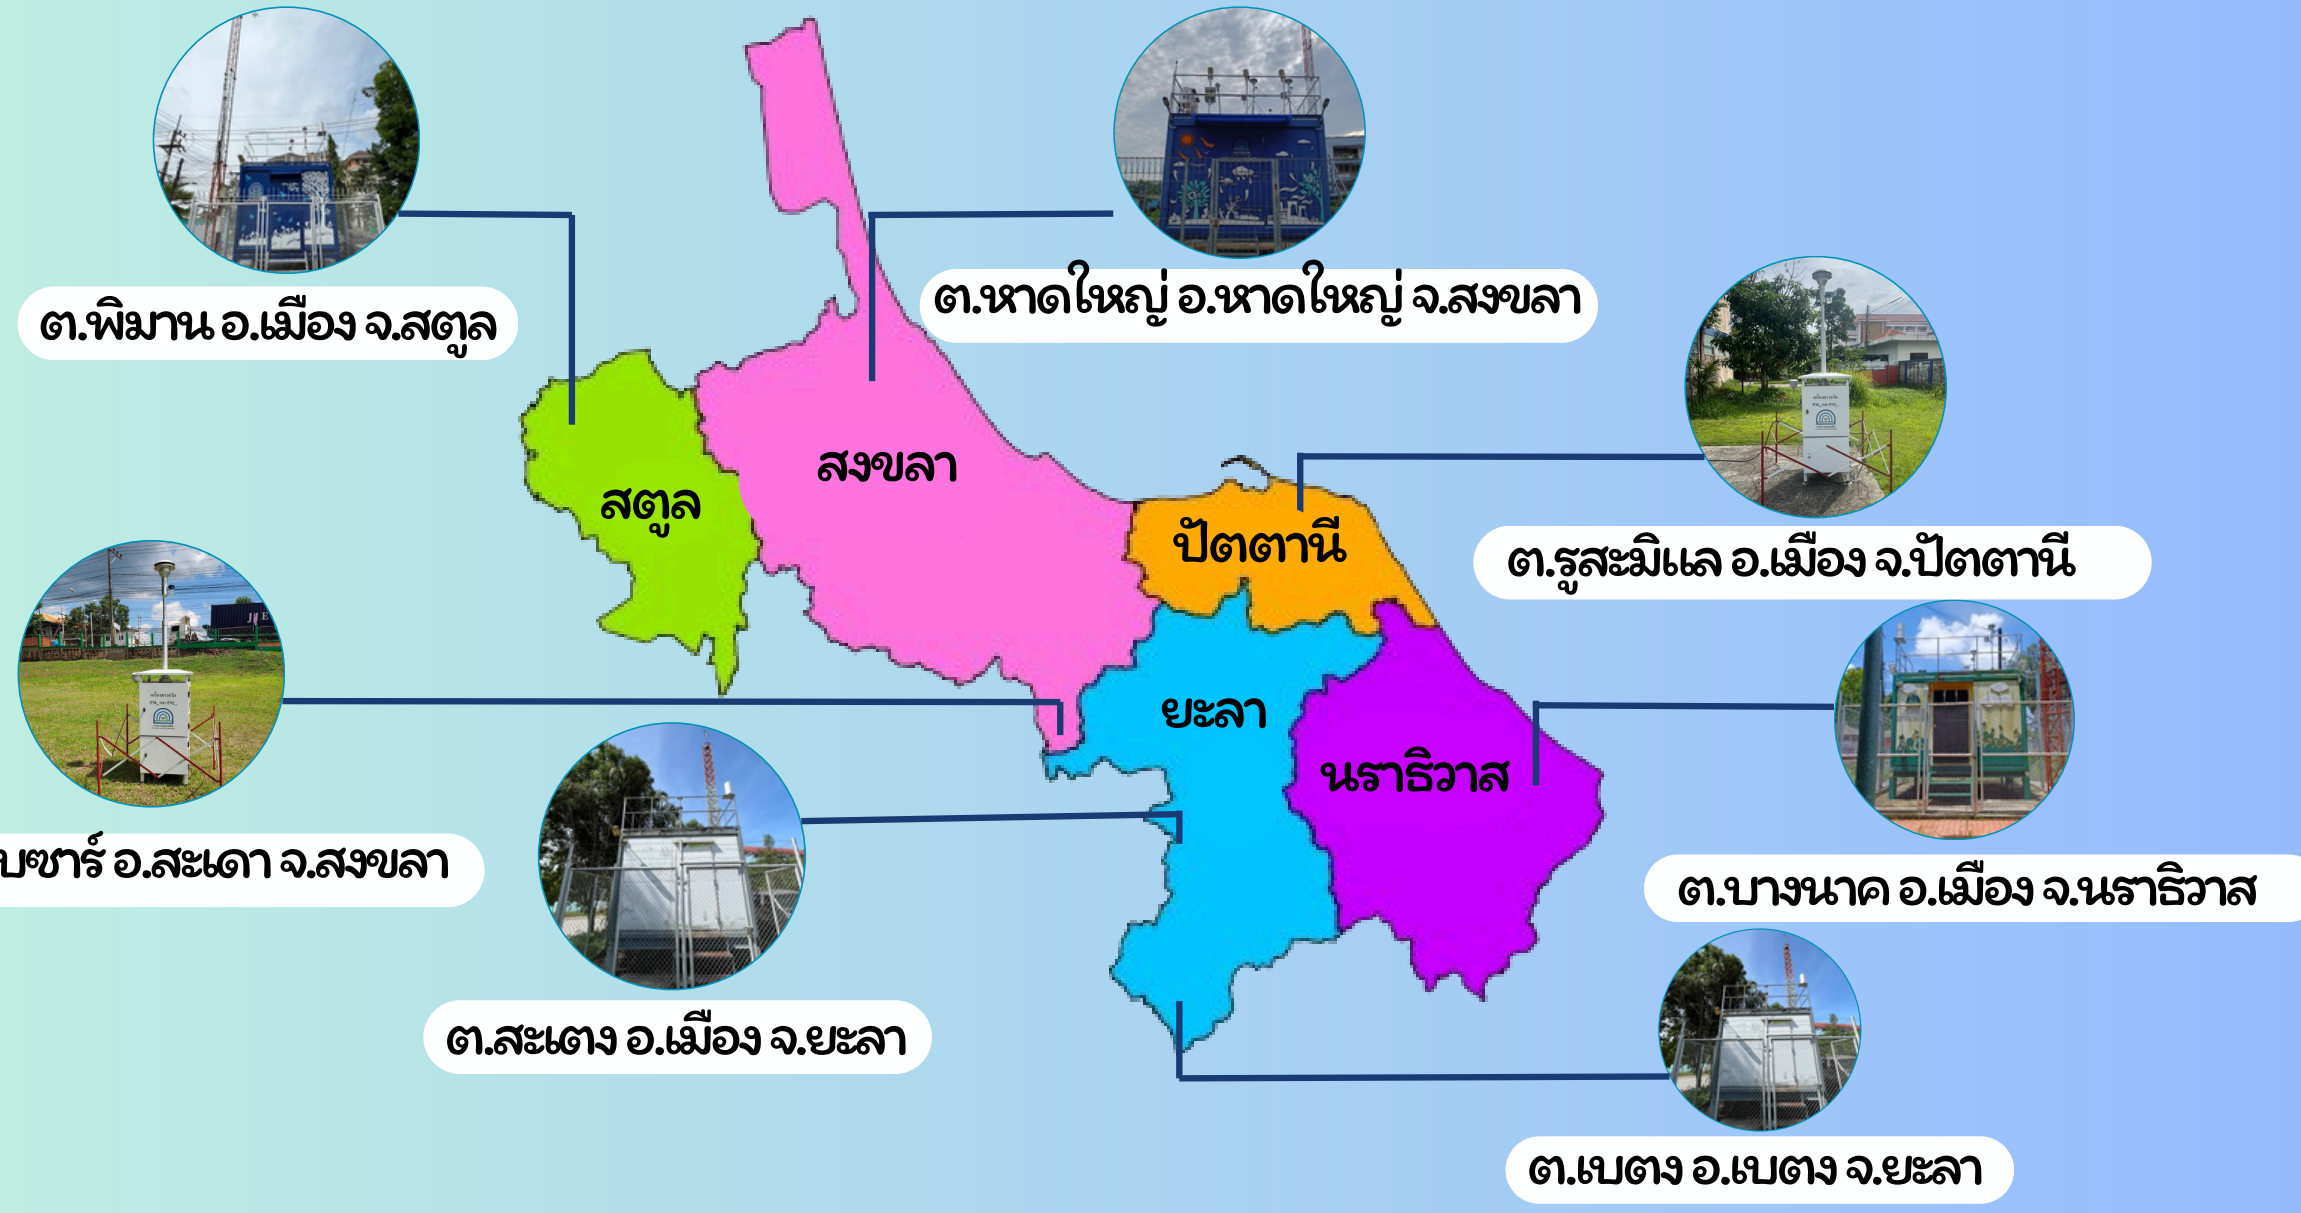 ต.พิมาน อ.เมือง จ.สตูล
ต.หาดใหญ่ อ.หาดใหญ่ จ.สงขลา
สงขลา
สตูล
ปัตตานี
ต.รูสะมิแล อ.เมือง จ.ปัตตานี
ยะลา
นราธิวาส
บซาร์ อ.สะเดา จ.สงขลา
ต.บางนาค อ.เมือง จ.นราธิวาส
ต.สะเตง อ.เมือง จ.ยะลา
ต.เบตง อ.เบตง จ.ยะลา